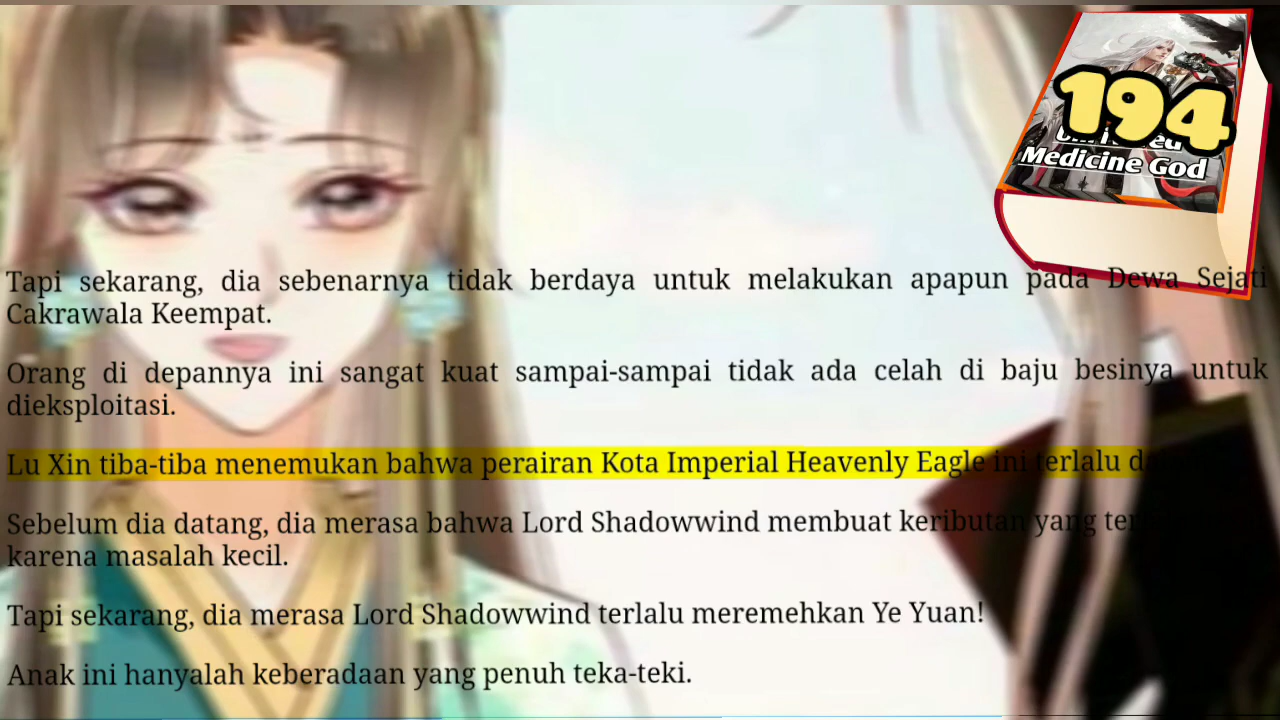 194
Medicine God
Tapi sekarang, dia sebenarnya tidak berdaya untuk melakukan apapun pada Dewa Sejati
Cakrawala Keempat.
Orang di depannya ini sangat kuat sampai-sampai tidak ada celah di baju besinya untuk
dieksploitasi.
Lu Xin tiba-tiba menemukan bahwa perairan Kota Imperial Heavenly Eagle ini terlalu
Sebelum dia datang, dia merasa bahwa Lord Shadowwind membuat keributan yang
karena masalah kecil.
Tapi sekarang, dia merasa Lord Shadowwind terlalu meremehkan Ye Yuan!
Anak ini hanyalah keberadaan yang penuh teka-teki.